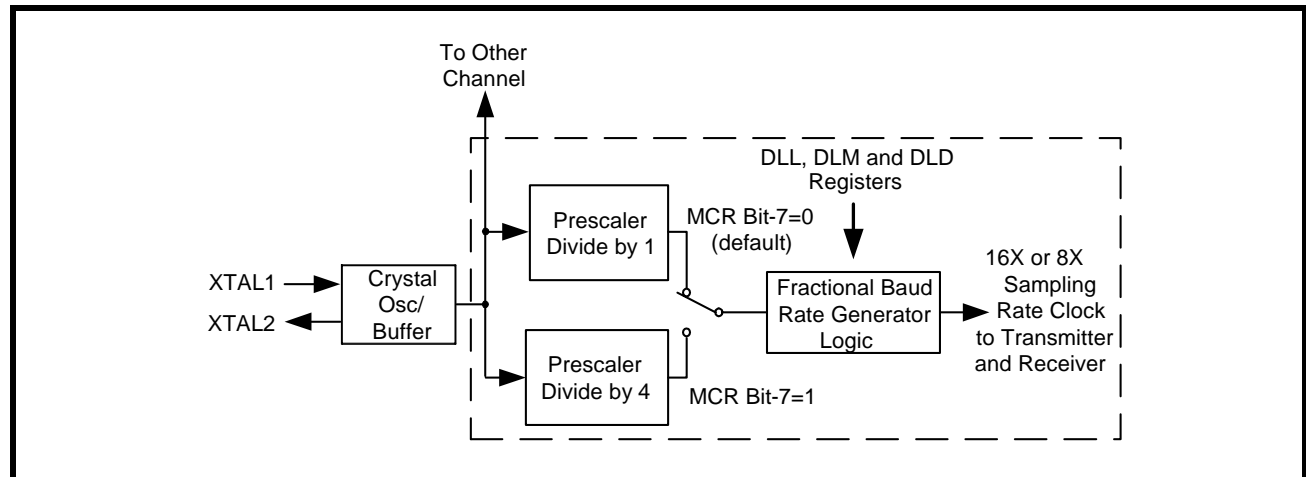 To Other
Channel
DLL, DLM and DLD
Registers
Prescaler
Divide by 1
MCR Bit-7=0
(default)
XTAL1
XTAL2
Crystal
Osc/
Buffer
Fractional Baud
Rate Generator
Logic
16X or 8X
Sampling
Rate Clock
to Transmitter
and Receiver
Prescaler
Divide by 4
MCR Bit-7=1